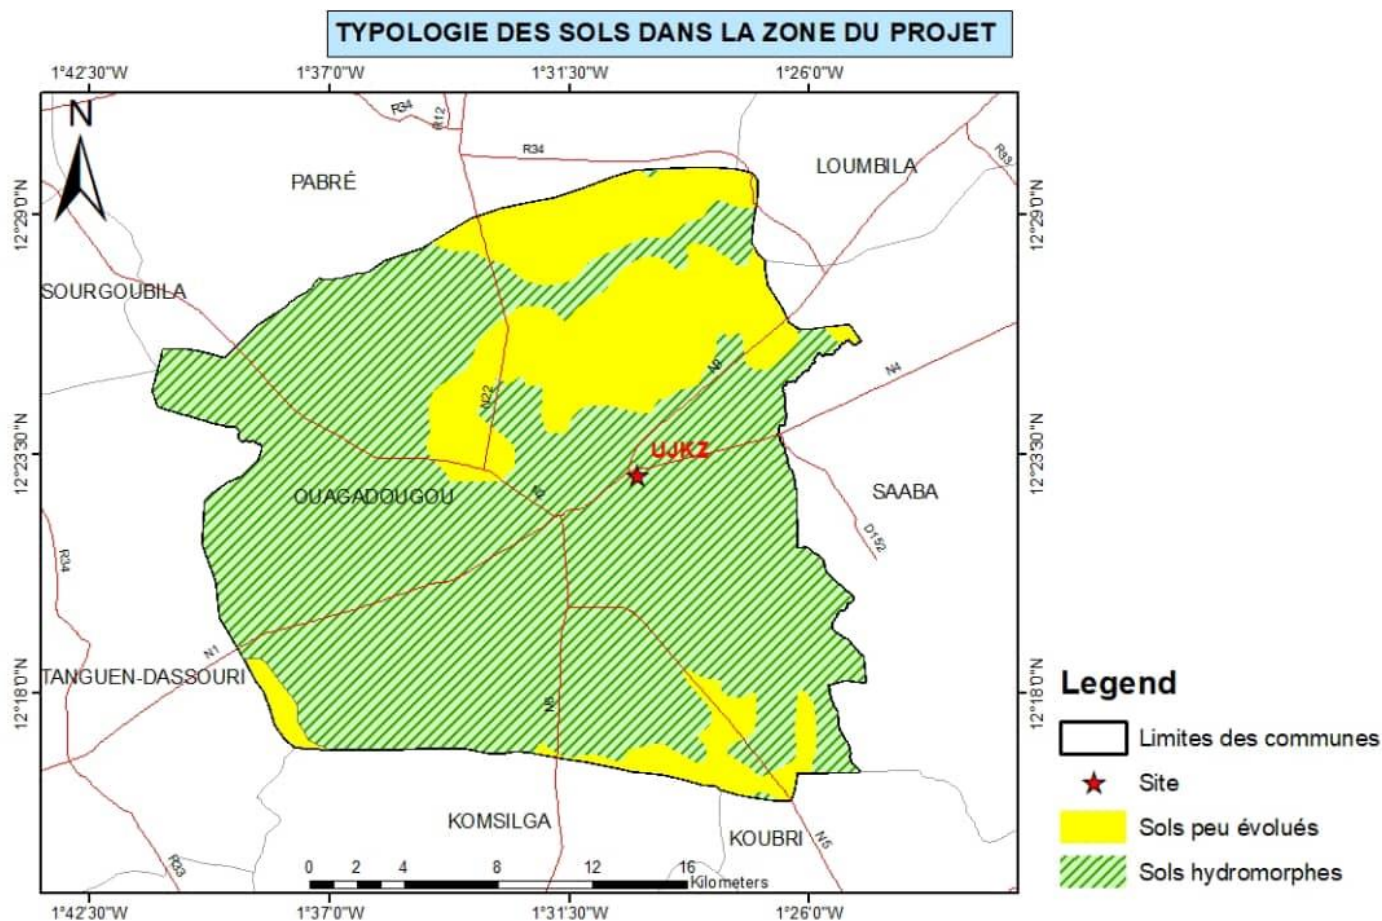 TYPOLOGIE DES SOLS DANS LA ZONE DU PROJET
1°42'30"W 1°37'0"W 1°31'30"W 1°26'0"W
N
R34
R12
R34
R33
PABRÉ
LOUMBILA
12°29'0"N
12°29'0"N
SOURGOUBILA
N22
N3
N4
12°23'30"N
12°23'30"N
UJKZ
OUAGADOUGOU
SAABA
D152
R34
N1
TANGUEN-DASSOURI
12°18'0"N
12°18'0"N
KOMSILGA
KOUBRI
N5
R33
0 2 4 8 12 16
Kilometers
1°42'30"W 1°37'0"W 1°31'30"W 1°26'0"W
Legend
Limites des communes
Site
Sols peu évolués
Sols hydromorphes